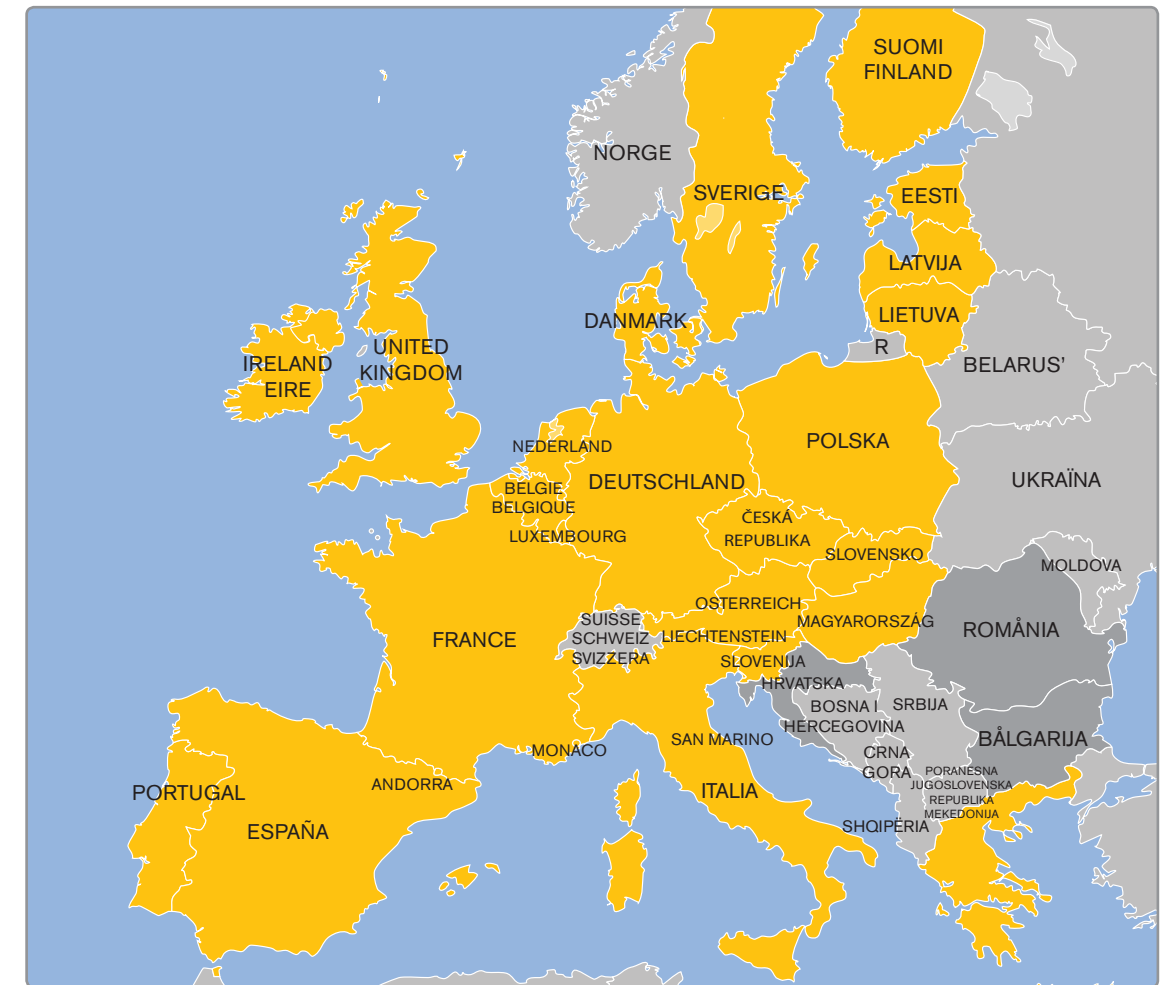 SUOMI
FINLAND
NORGE
SVERIGE
EESTI
LATVIJA
DANMARK
LIETUVA
R
UNITED
KINGDOM
IRELAND
EIRE
BELARUS’
NEDERLAND
POLSKA
DEUTSCHLAND
UKRAÏNA
BELGIE
BELGIQUE
ČESKÁ
REPUBLIKA
LUXEMBOURG
SLOVENSKO
MOLDOVA
OSTERREICH
SUISSE
SCHWEIZ
SVIZZERA
LIECHTENSTEIN
MAGYARORSZÁG
ROMÅNIA
FRANCE
SLOVENIJA
HRVATSKA
BOSNA I
HERCEGOVINA
SRBIJA
SAN MARINO
BÅLGARIJA
MONACO
CRNA
GORA
PORANEŠNA
JUGOSLOVENSKA
REPUBLIKA
MEKEDONIJA
ANDORRA
PORTUGAL
ITALIA
SHQIPËRIA
ESPAÑA